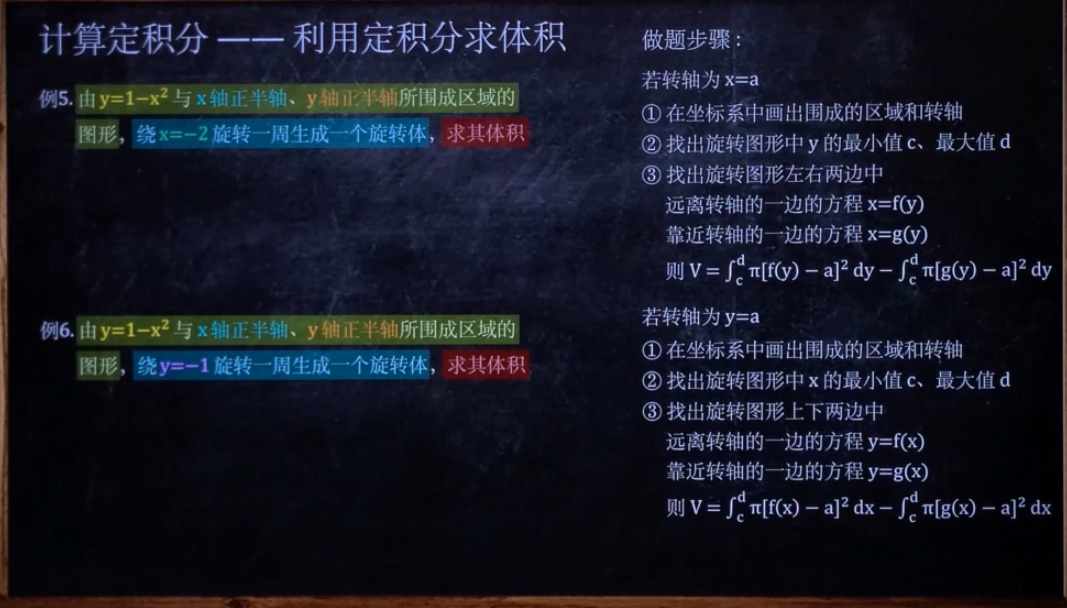 计算定积分 —— 利用定积分求体积
例5. 由 y=1−x² 与 x 轴正半轴、y 轴正半轴所围成区域的
图形，绕 x=−2 旋转一周生成一个旋转体，求其体积
例6. 由 y=1−x² 与 x 轴正半轴、y 轴正半轴所围成区域的
图形，绕 y=−1 旋转一周生成一个旋转体，求其体积
做题步骤：
若转轴为 x=a
① 在坐标系中画出围成的区域和转轴
② 找出旋转图形中 y 的最小值 c、最大值 d
③ 找出旋转图形左右两边中
远离转轴的一边的方程 x=f(y)
靠近转轴的一边的方程 x=g(y)
则 V = ∫_c^d π[f(y) − a]² dy − ∫_c^d π[g(y) − a]² dy
若转轴为 y=a
① 在坐标系中画出围成的区域和转轴
② 找出旋转图形中 x 的最小值 c、最大值 d
③ 找出旋转图形上下两边中
远离转轴的一边的方程 y=f(x)
靠近转轴的一边的方程 y=g(x)
则 V = ∫_c^d π[f(x) − a]² dx − ∫_c^d π[g(x) − a]² dx